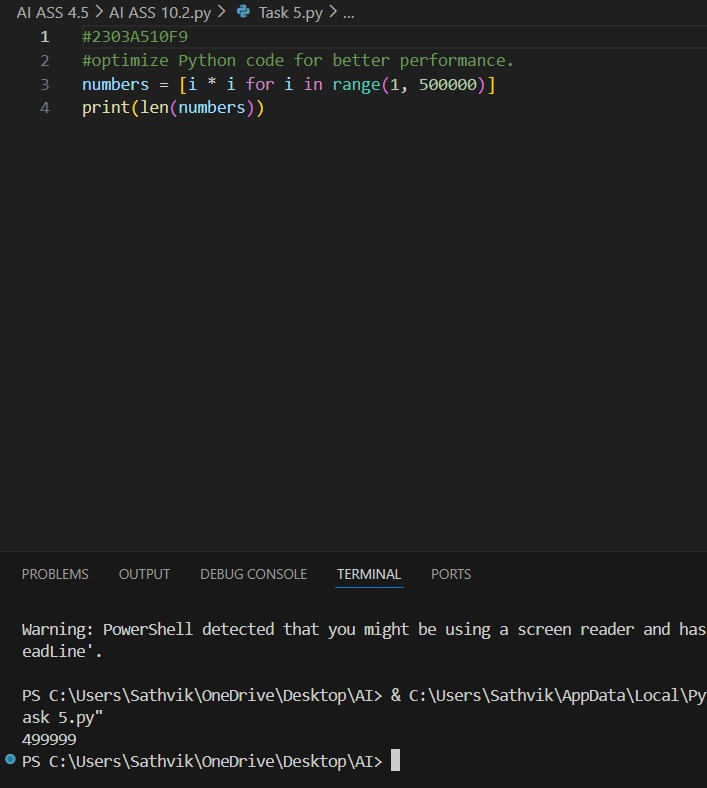 AI ASS 4.5 > AI ASS 10.2.py > Task 5.py > ...
1 #2303A510F9
2 #optimize Python code for better performance.
3 numbers = [i * i for i in range(1, 500000)]
4 print(len(numbers))
PROBLEMS OUTPUT DEBUG CONSOLE TERMINAL PORTS
Warning: PowerShell detected that you might be using a screen reader and has
eadLine'.
PS C:\Users\Sathvik\OneDrive\Desktop\AI> & C:\Users\Sathvik\AppData\Local\Py
ask 5.py"
499999
PS C:\Users\Sathvik\OneDrive\Desktop\AI>